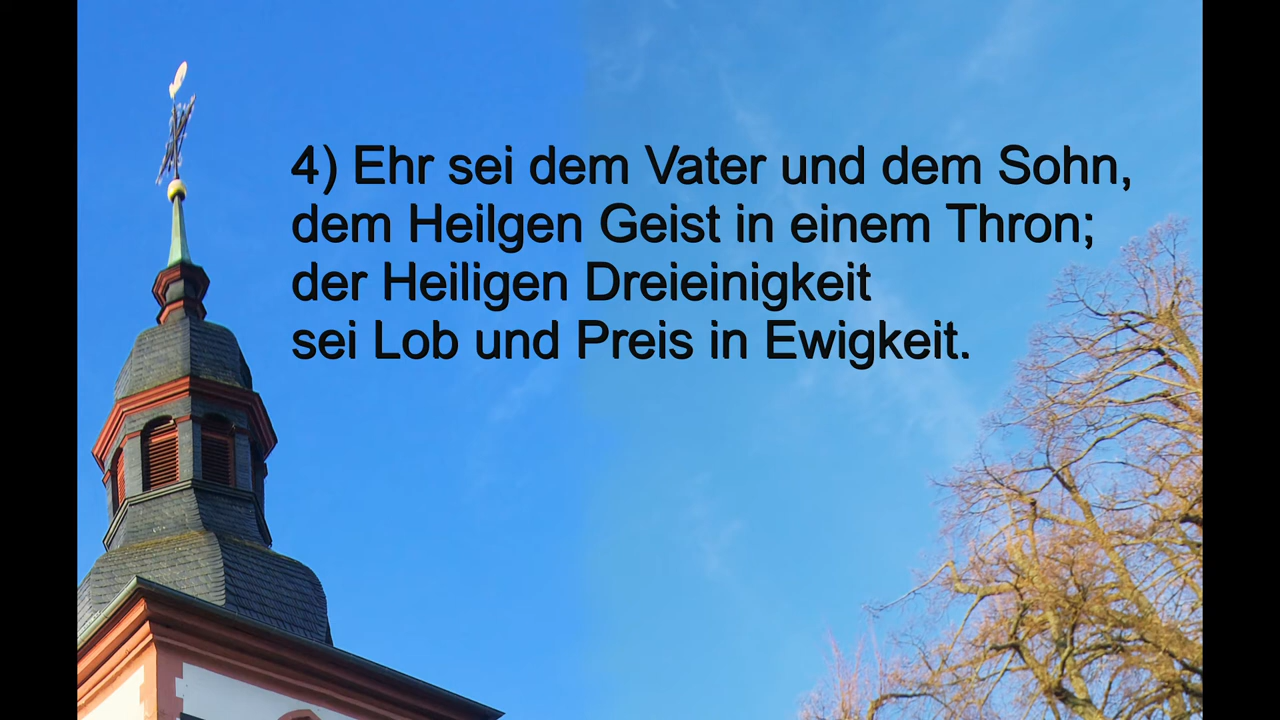 4) Ehr sei dem Vater und dem Sohn,
dem Heilgen Geist in einem Thron;
der Heiligen Dreieinigkeit
sei Lob und Preis in Ewigkeit.